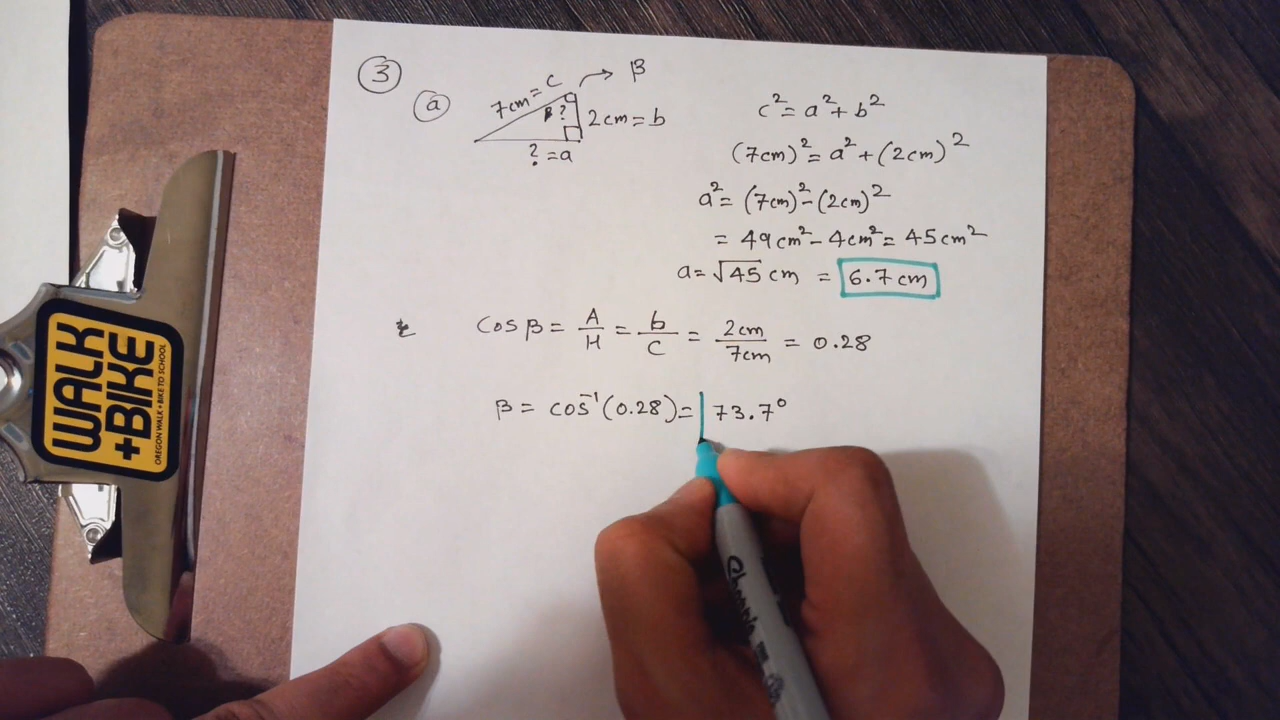 3
a
7cm = c → β
β? 2cm = b
? = a
c² = a² + b²
(7cm)² = a² + (2cm)²
a² = (7cm)² - (2cm)²
= 49cm² - 4cm² = 45cm²
a = √45 cm = 6.7 cm
cos β = A/H = b/c = 2cm/7cm = 0.28
β = cos⁻¹(0.28) = 73.7°
WALK
+BIKE
OREGON WALK + BIKE TO SCHOOL
Sharpie